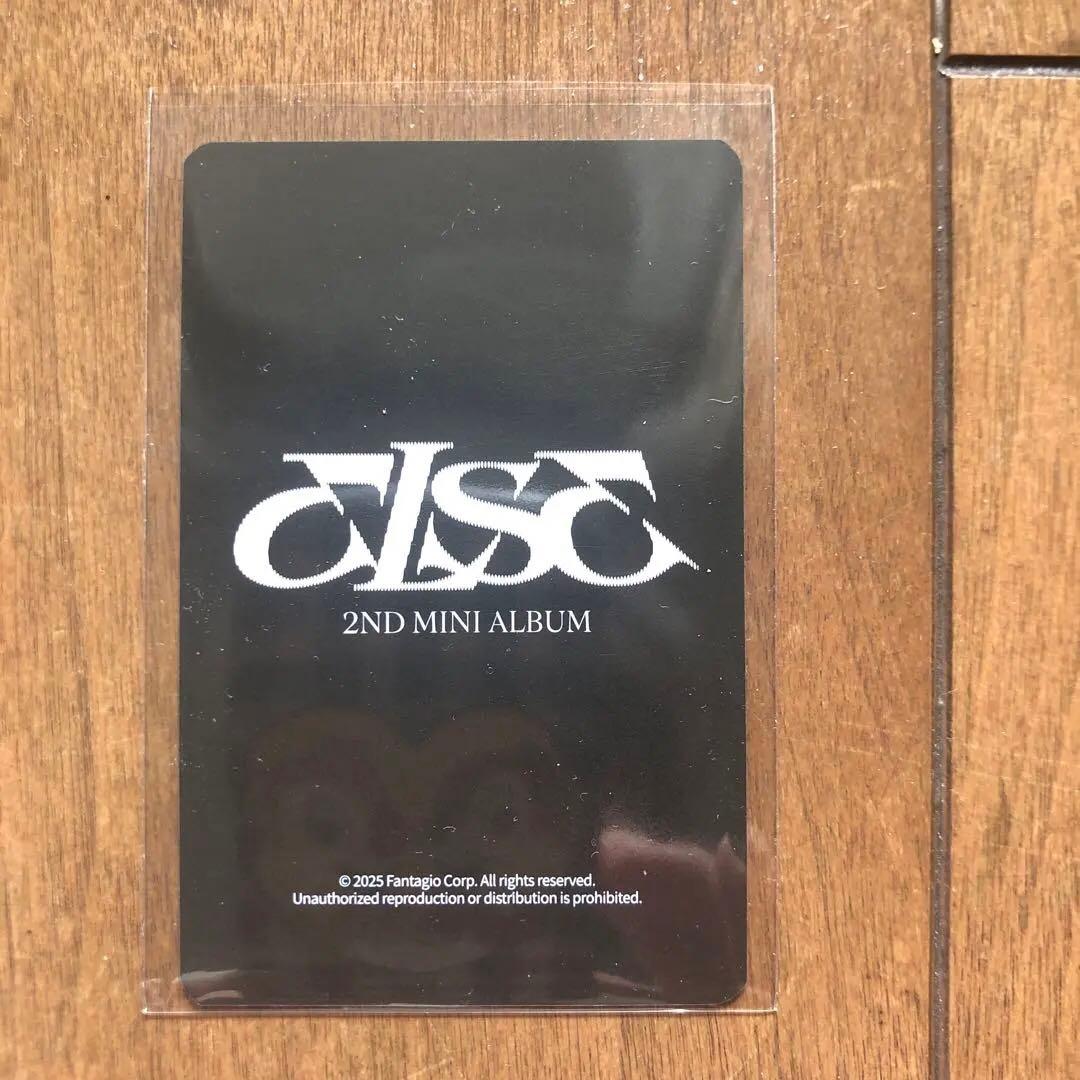 ELSE
2ND MINI ALBUM
© 2025 Fantagio Corp. All rights reserved.
Unauthorized reproduction or distribution is prohibited.